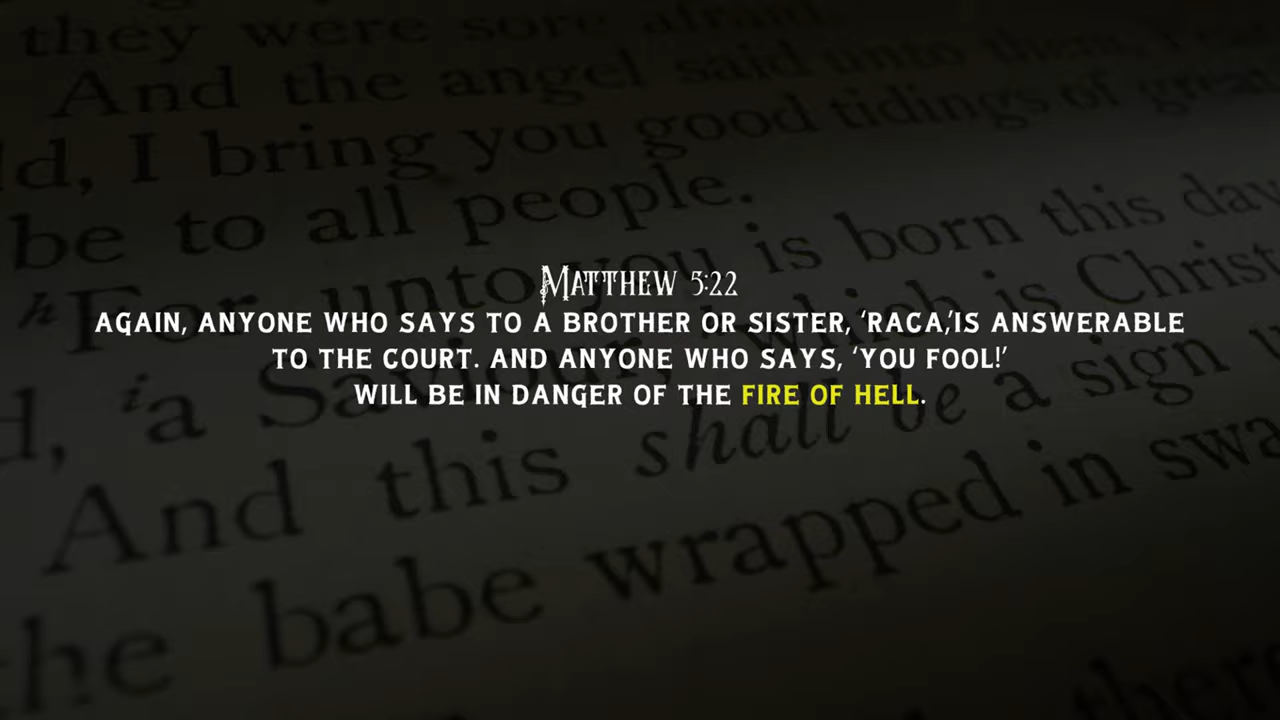 they were sore afraid.
And the angel said unto them,
ld, I bring you good tidings of great
be to all people.
h For unto you is born this day
Matthew 5:22
AGAIN, ANYONE WHO SAYS TO A BROTHER OR SISTER, ‘RACA,’IS ANSWERABLE
TO THE COURT. AND ANYONE WHO SAYS, ‘YOU FOOL!’
WILL BE IN DANGER OF THE FIRE OF HELL.
d, i a Saviour, which is Christ
And this shall be a sign u
he babe wrapped in swa
there